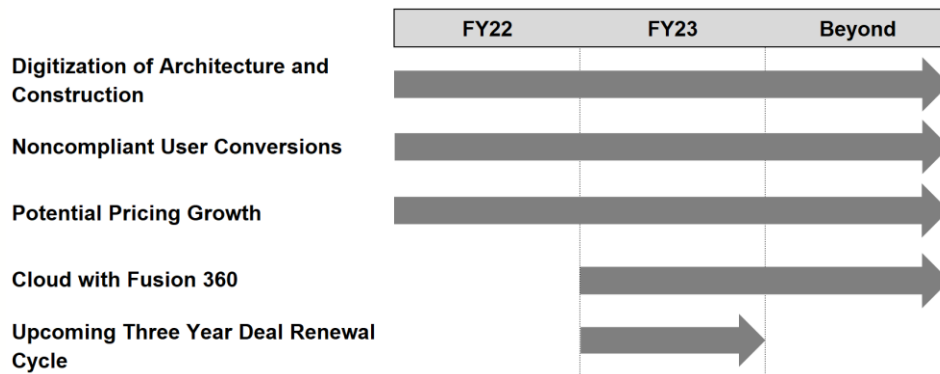 FY22 FY23 Beyond
Digitization of Architecture and
Construction
Noncompliant User Conversions
Potential Pricing Growth
Cloud with Fusion 360
Upcoming Three Year Deal Renewal
Cycle